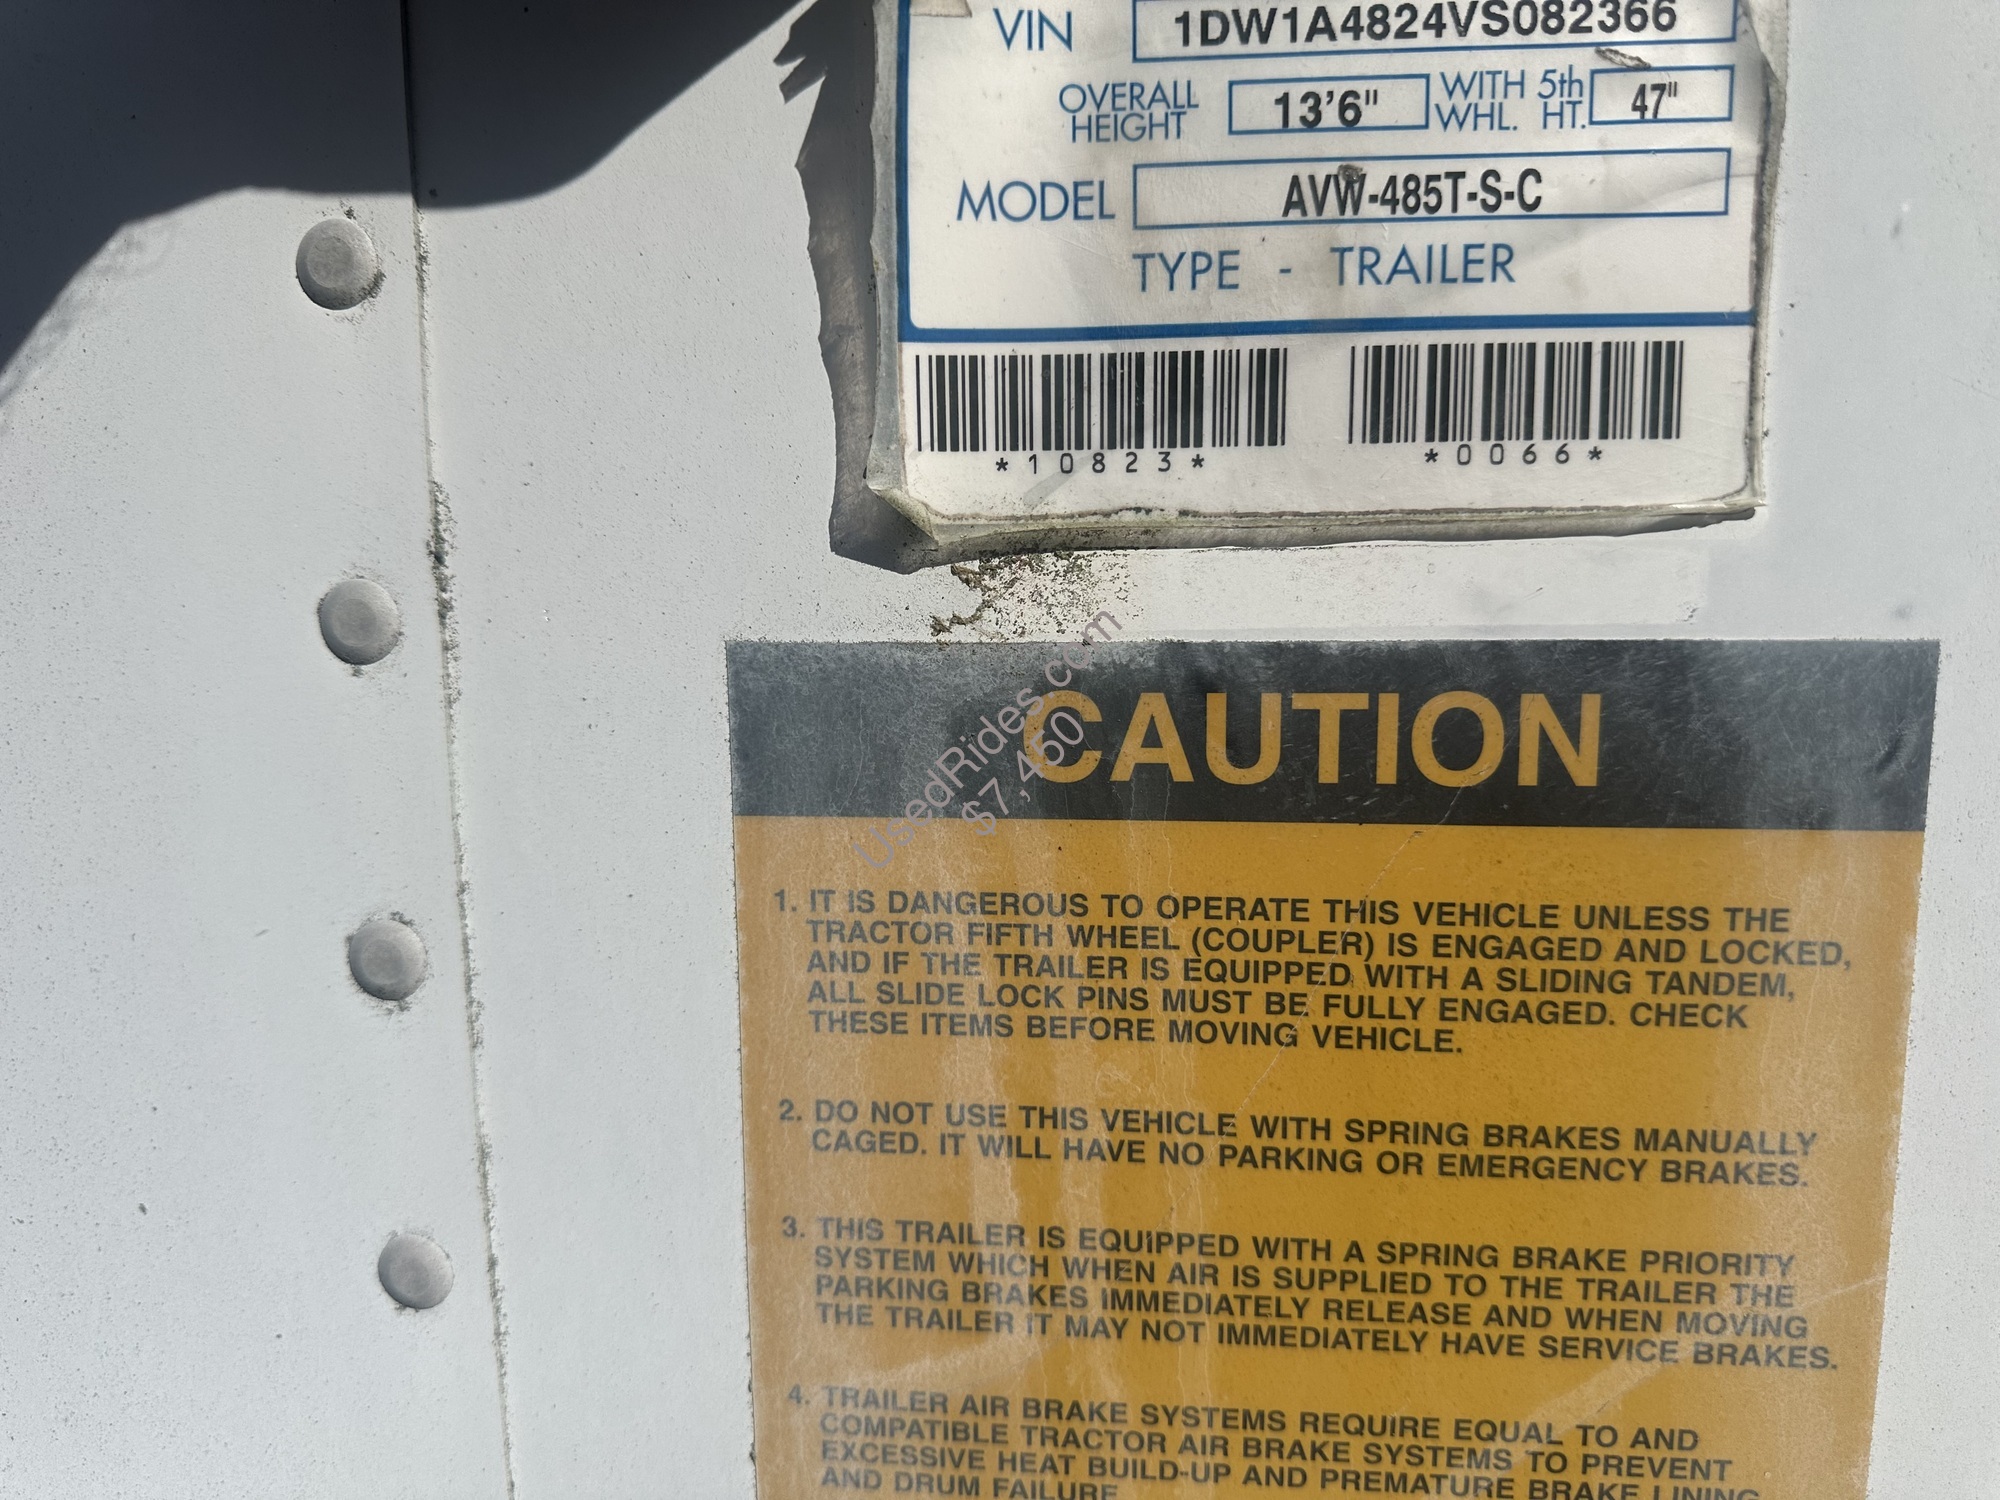 VIN 1DW1A4824VS082366
OVERALL HEIGHT 13'6" WITH 5th WHL. HT. 47"
MODEL AVW-485T-S-C
TYPE - TRAILER
*10823* *0066*
CAUTION
UsedRides.com
$7,450
1. IT IS DANGEROUS TO OPERATE THIS VEHICLE UNLESS THE
TRACTOR FIFTH WHEEL (COUPLER) IS ENGAGED AND LOCKED,
AND IF THE TRAILER IS EQUIPPED WITH A SLIDING TANDEM,
ALL SLIDE LOCK PINS MUST BE FULLY ENGAGED. CHECK
THESE ITEMS BEFORE MOVING VEHICLE.
2. DO NOT USE THIS VEHICLE WITH SPRING BRAKES MANUALLY
CAGED. IT WILL HAVE NO PARKING OR EMERGENCY BRAKES.
3. THIS TRAILER IS EQUIPPED WITH A SPRING BRAKE PRIORITY
SYSTEM WHICH WHEN AIR IS SUPPLIED TO THE TRAILER THE
PARKING BRAKES IMMEDIATELY RELEASE AND WHEN MOVING
THE TRAILER IT MAY NOT IMMEDIATELY HAVE SERVICE BRAKES.
4. TRAILER AIR BRAKE SYSTEMS REQUIRE EQUAL TO AND
COMPATIBLE TRACTOR AIR BRAKE SYSTEMS TO PREVENT
EXCESSIVE HEAT BUILD-UP AND PREMATURE BRAKE LINING
AND DRUM FAILURE